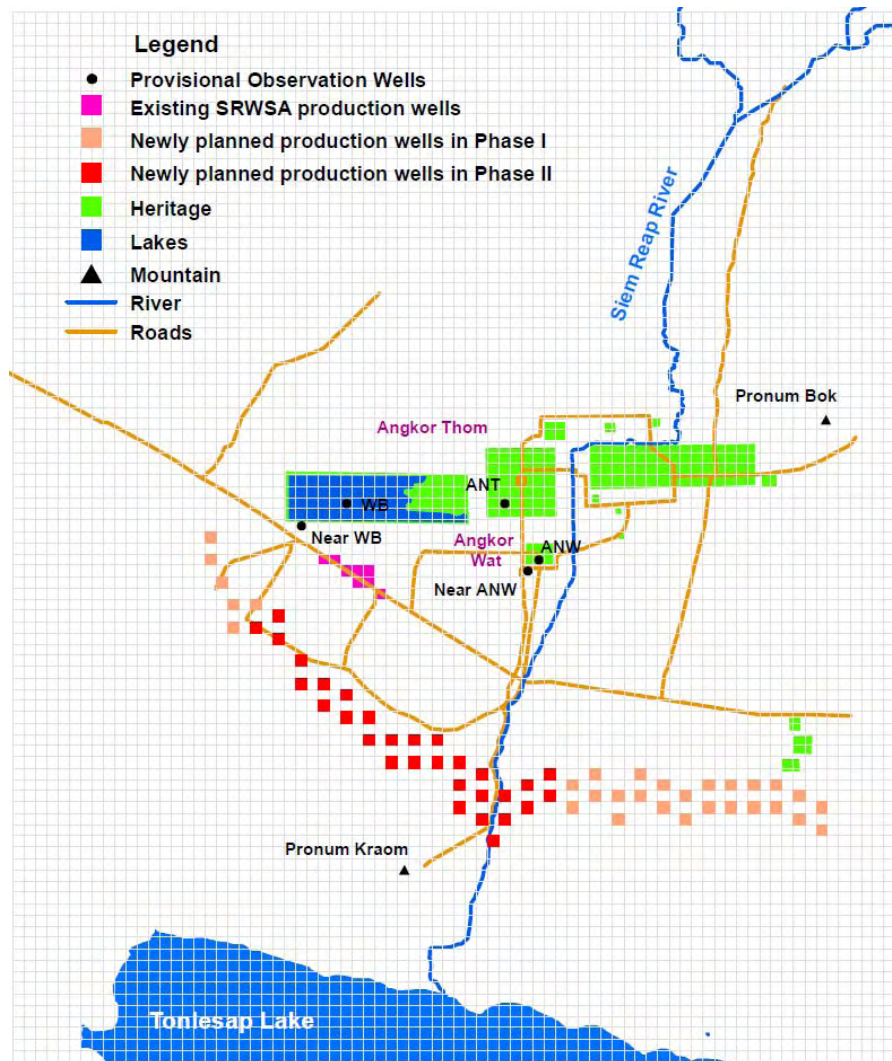 Legend
Provisional Observation Wells
Existing SRWSA production wells
Newly planned production wells in Phase I
Newly planned production wells in Phase II
Heritage
Lakes
Mountain
River
Roads
Siem Reap River
Pronum Bok
Angkor Thom
ANT
WB
Near WB
Angkor
Wat
ANW
Near ANW
Pronum Kraom
Tonlesap Lake